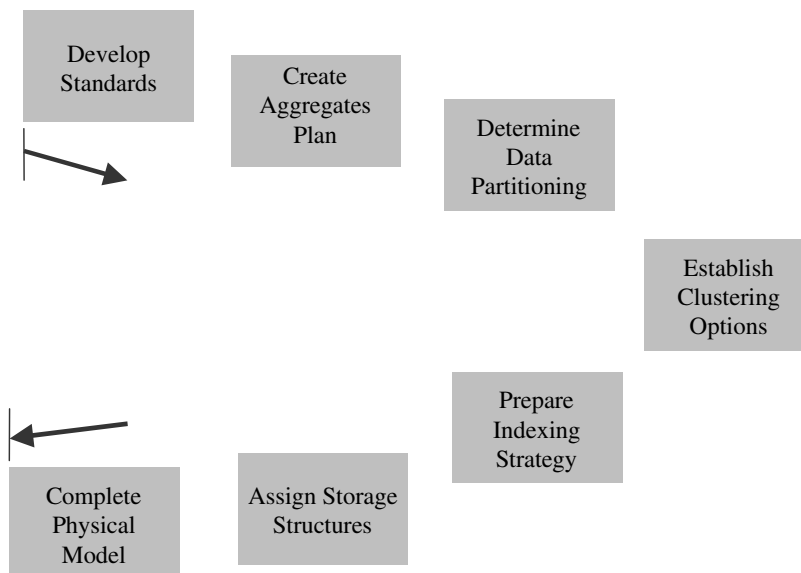 Develop
Standards
Create
Aggregates
Plan
Determine
Data
Partitioning
Establish
Clustering
Options
Prepare
Indexing
Strategy
Assign Storage
Structures
Complete
Physical
Model